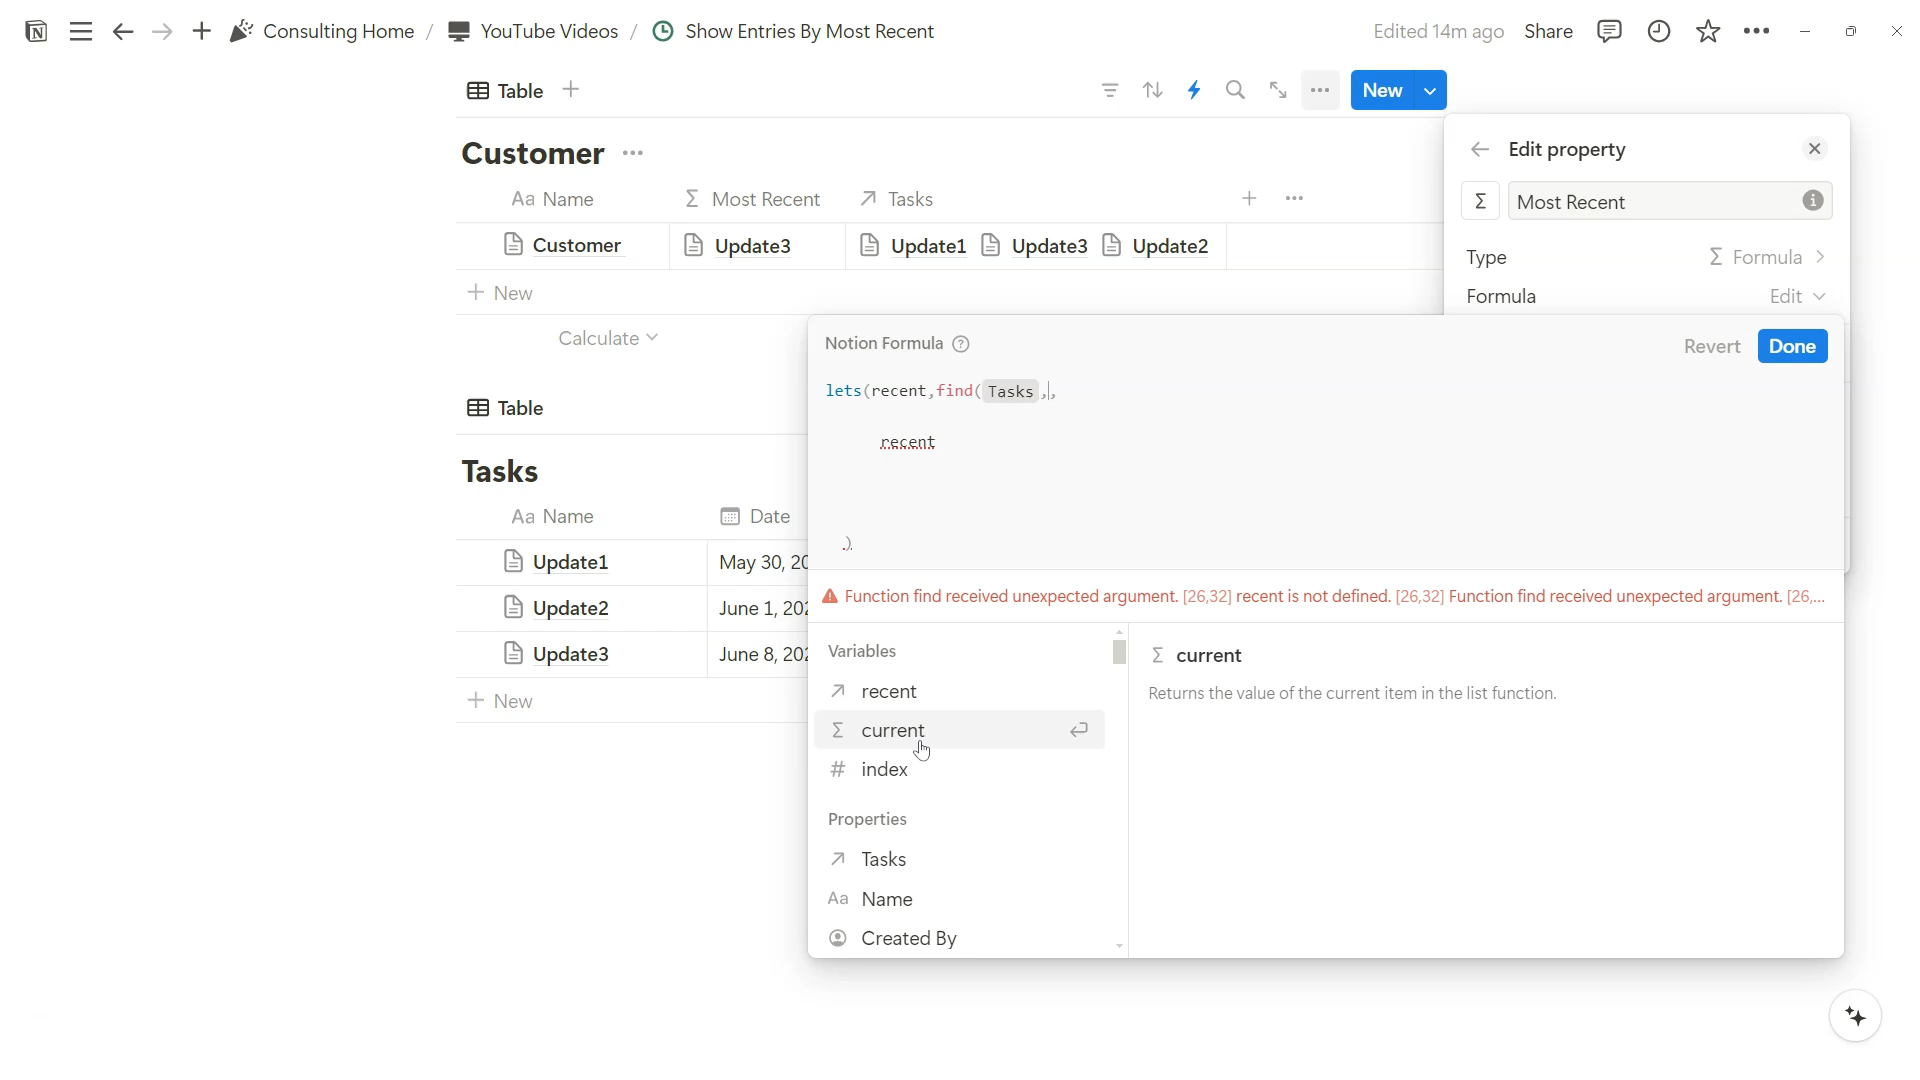 Consulting Home / YouTube Videos / Show Entries By Most Recent
Edited 14m ago Share
Table
New
Customer
Aa Name Σ Most Recent Tasks
Customer Update3 Update1 Update3 Update2
+ New
Calculate
Table
Tasks
Aa Name Date
Update1 May 30, 20
Update2 June 1, 202
Update3 June 8, 202
+ New
Edit property
Σ Most Recent
Type Σ Formula
Formula Edit
Notion Formula
Revert Done
lets(recent,find( Tasks ,,
recent
)
Function find received unexpected argument. [26,32] recent is not defined. [26,32] Function find received unexpected argument. [26,...
Variables
recent
Σ current
# index
Properties
Tasks
Aa Name
Created By
Σ current
Returns the value of the current item in the list function.